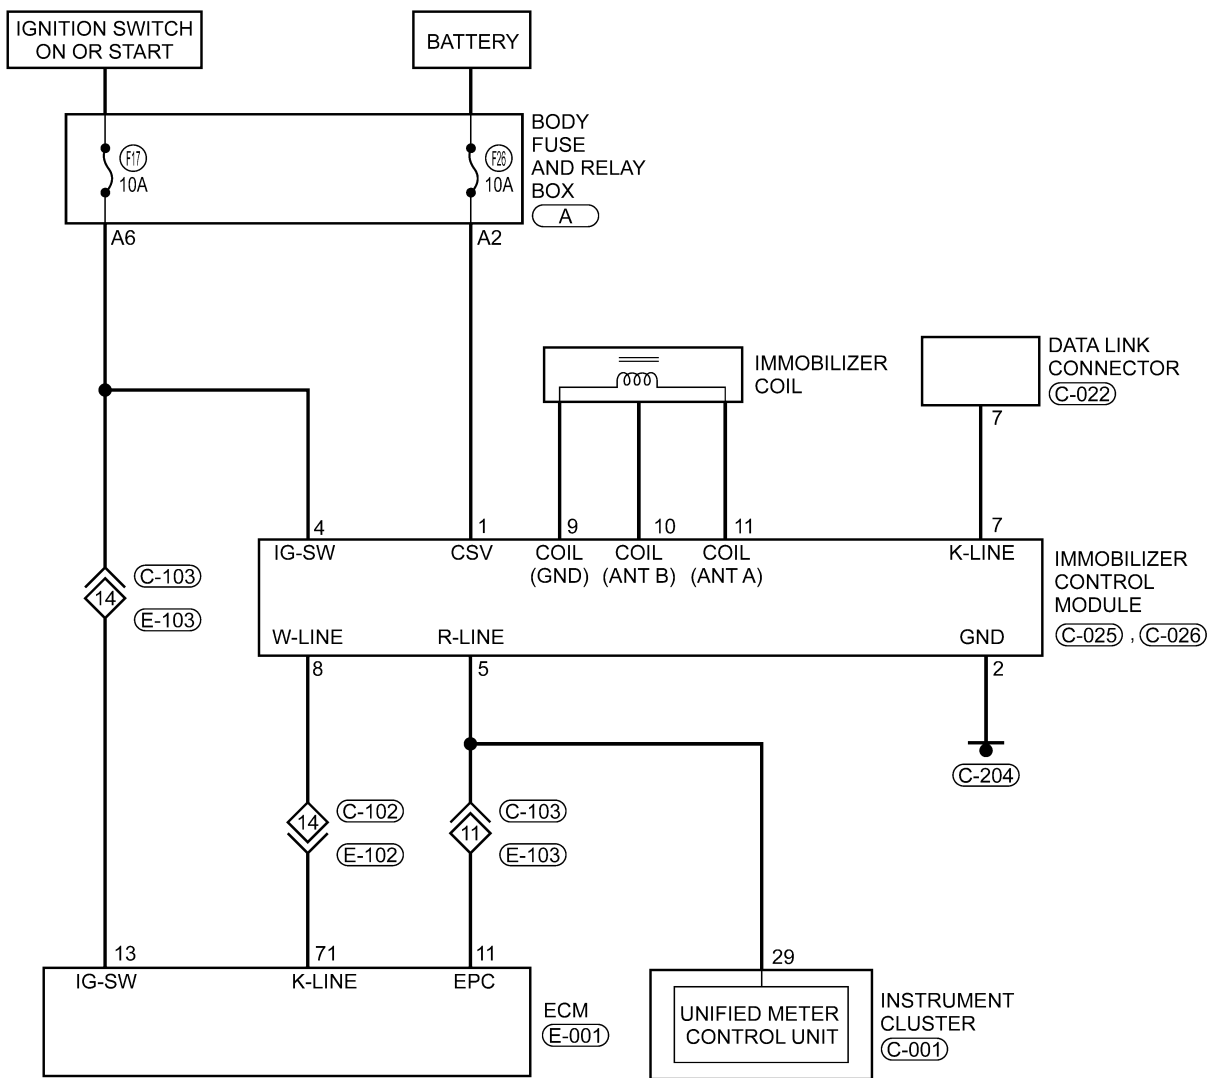 IGNITION SWITCH
ON OR START
BATTERY
BODY
FUSE
AND RELAY
BOX
A
F17
10A
F26
10A
A6
A2
IMMOBILIZER
COIL
DATA LINK
CONNECTOR
C-022
7
4
1
9
10
11
7
IG-SW
CSV
COIL
(GND)
COIL
(ANT B)
COIL
(ANT A)
K-LINE
IMMOBILIZER
CONTROL
MODULE
C-025 , C-026
C-103
14
E-103
W-LINE
R-LINE
GND
8
5
2
C-204
14
C-102
E-102
11
C-103
E-103
13
71
11
29
IG-SW
K-LINE
EPC
ECM
E-001
UNIFIED METER
CONTROL UNIT
INSTRUMENT
CLUSTER
C-001